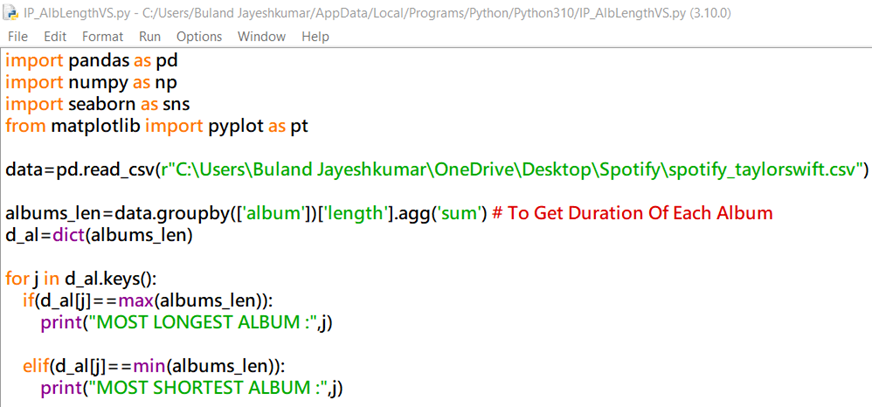 IP_AlbLengthVS.py - C:/Users/Buland Jayeshkumar/AppData/Local/Programs/Python/Python310/IP_AlbLengthVS.py (3.10.0)
File Edit Format Run Options Window Help
import pandas as pd
import numpy as np
import seaborn as sns
from matplotlib import pyplot as pt
data=pd.read_csv(r"C:\Users\Buland Jayeshkumar\OneDrive\Desktop\Spotify\spotify_taylorswift.csv")
albums_len=data.groupby(['album'])['length'].agg('sum') # To Get Duration Of Each Album
d_al=dict(albums_len)
for j in d_al.keys():
    if(d_al[j]==max(albums_len)):
        print("MOST LONGEST ALBUM :",j)
    elif(d_al[j]==min(albums_len)):
        print("MOST SHORTEST ALBUM :",j)